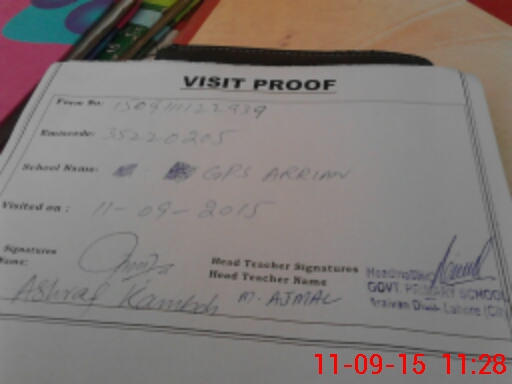 VISIT PROOF
Form No:
Emiscode: 35220205
School Name: GPS ARRIAN
Visited on : 11-09-2015
Signatures
Name: Ashraf Kamboh
Head Teacher Signatures
Head Teacher Name M. AJMAL
GOVT. PRIMARY SCHOOL
Lahore
11-09-15 11:28